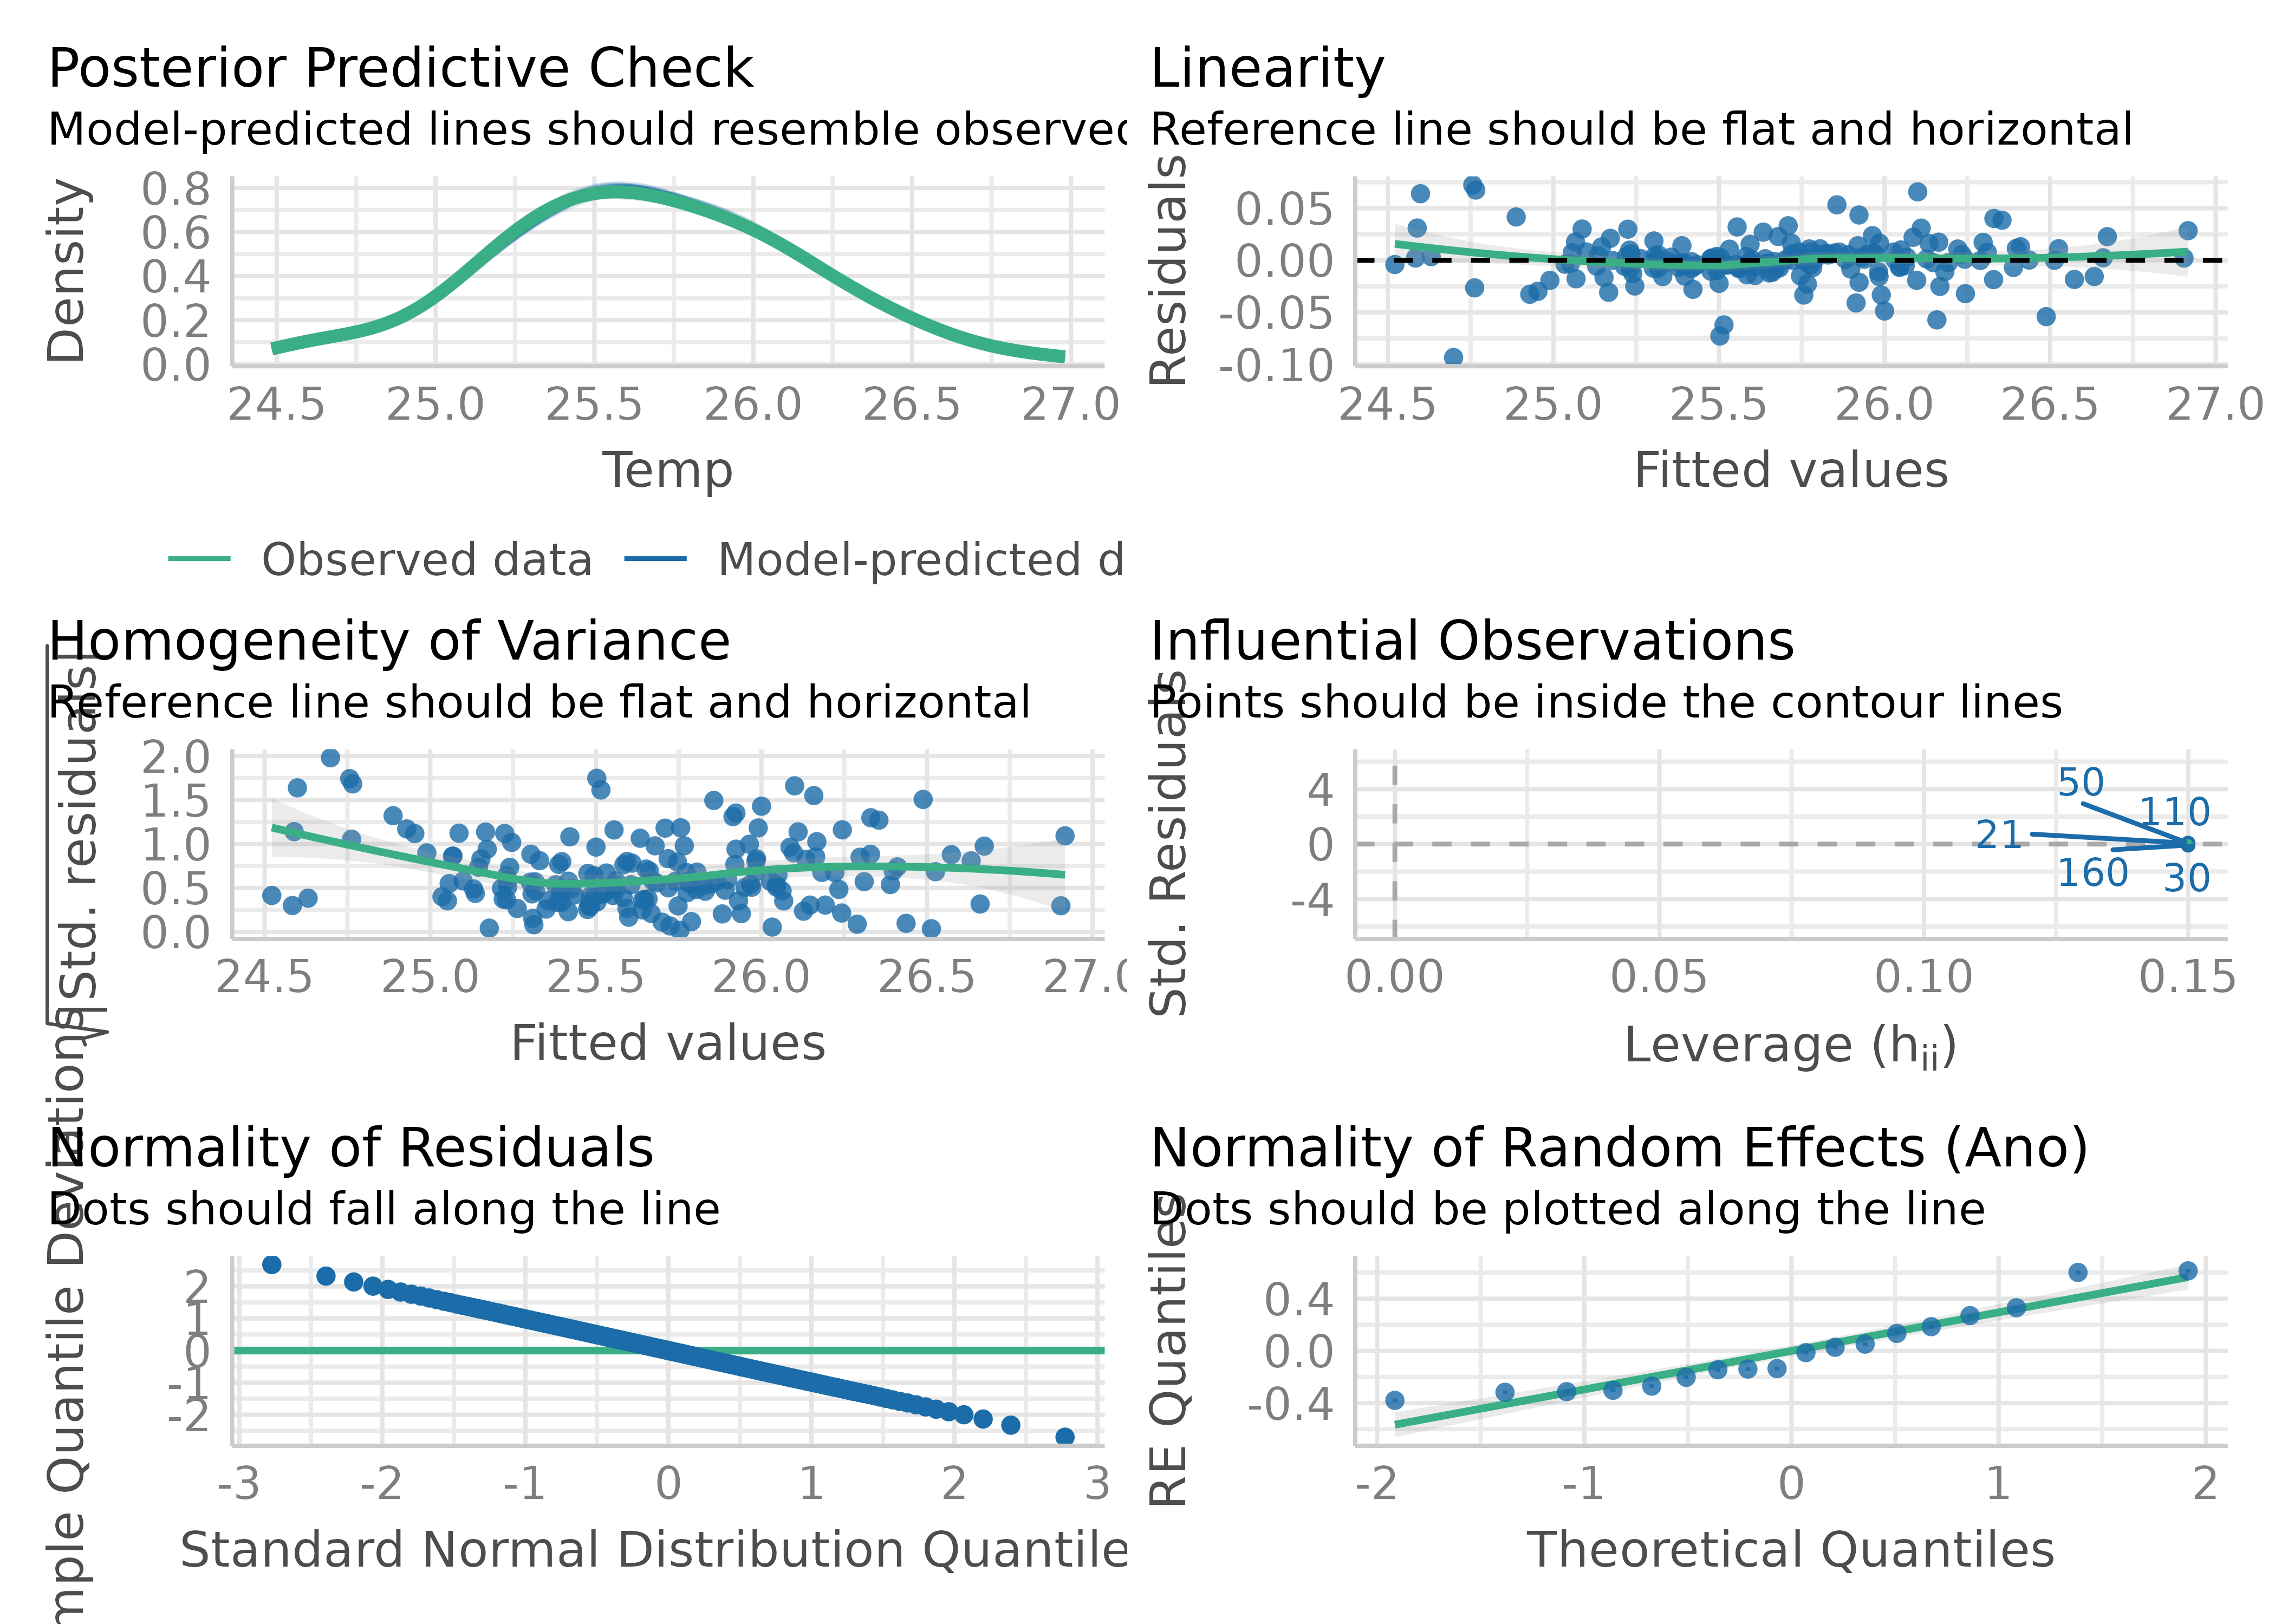 Posterior Predictive Check
Model-predicted lines should resemble observed
Density
0.8
0.6
0.4
0.2
0.0
24.5 25.0 25.5 26.0 26.5 27.0
Temp
Observed data Model-predicted d
Linearity
Reference line should be flat and horizontal
Residuals
0.05
0.00
-0.05
-0.10
24.5 25.0 25.5 26.0 26.5 27.0
Fitted values
Homogeneity of Variance
Reference line should be flat and horizontal
√|Std. residuals|
2.0
1.5
1.0
0.5
0.0
24.5 25.0 25.5 26.0 26.5 27.0
Fitted values
Influential Observations
Points should be inside the contour lines
Std. Residuals
4
0
-4
50
110
21
160
30
0.00 0.05 0.10 0.15
Leverage (hii)
Normality of Residuals
Dots should fall along the line
mple Quantile Deviations
2
1
0
-1
-2
-3 -2 -1 0 1 2 3
Standard Normal Distribution Quantile
Normality of Random Effects (Ano)
Dots should be plotted along the line
RE Quantiles
0.4
0.0
-0.4
-2 -1 0 1 2
Theoretical Quantiles